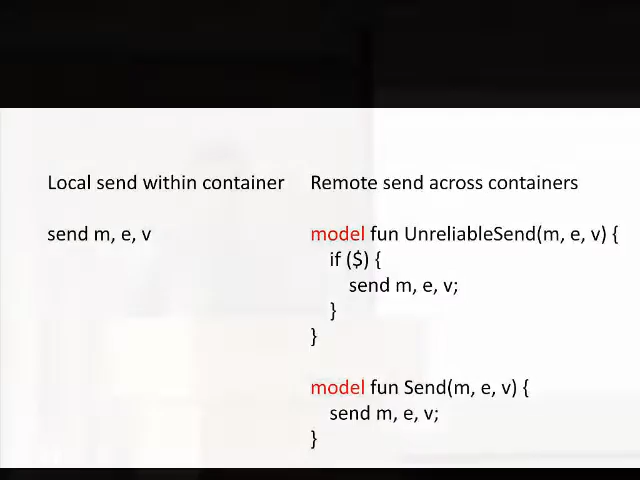 Local send within container
send m, e, v
Remote send across containers
model fun UnreliableSend(m, e, v) {
if ($) {
send m, e, v;
}
}
model fun Send(m, e, v) {
send m, e, v;
}